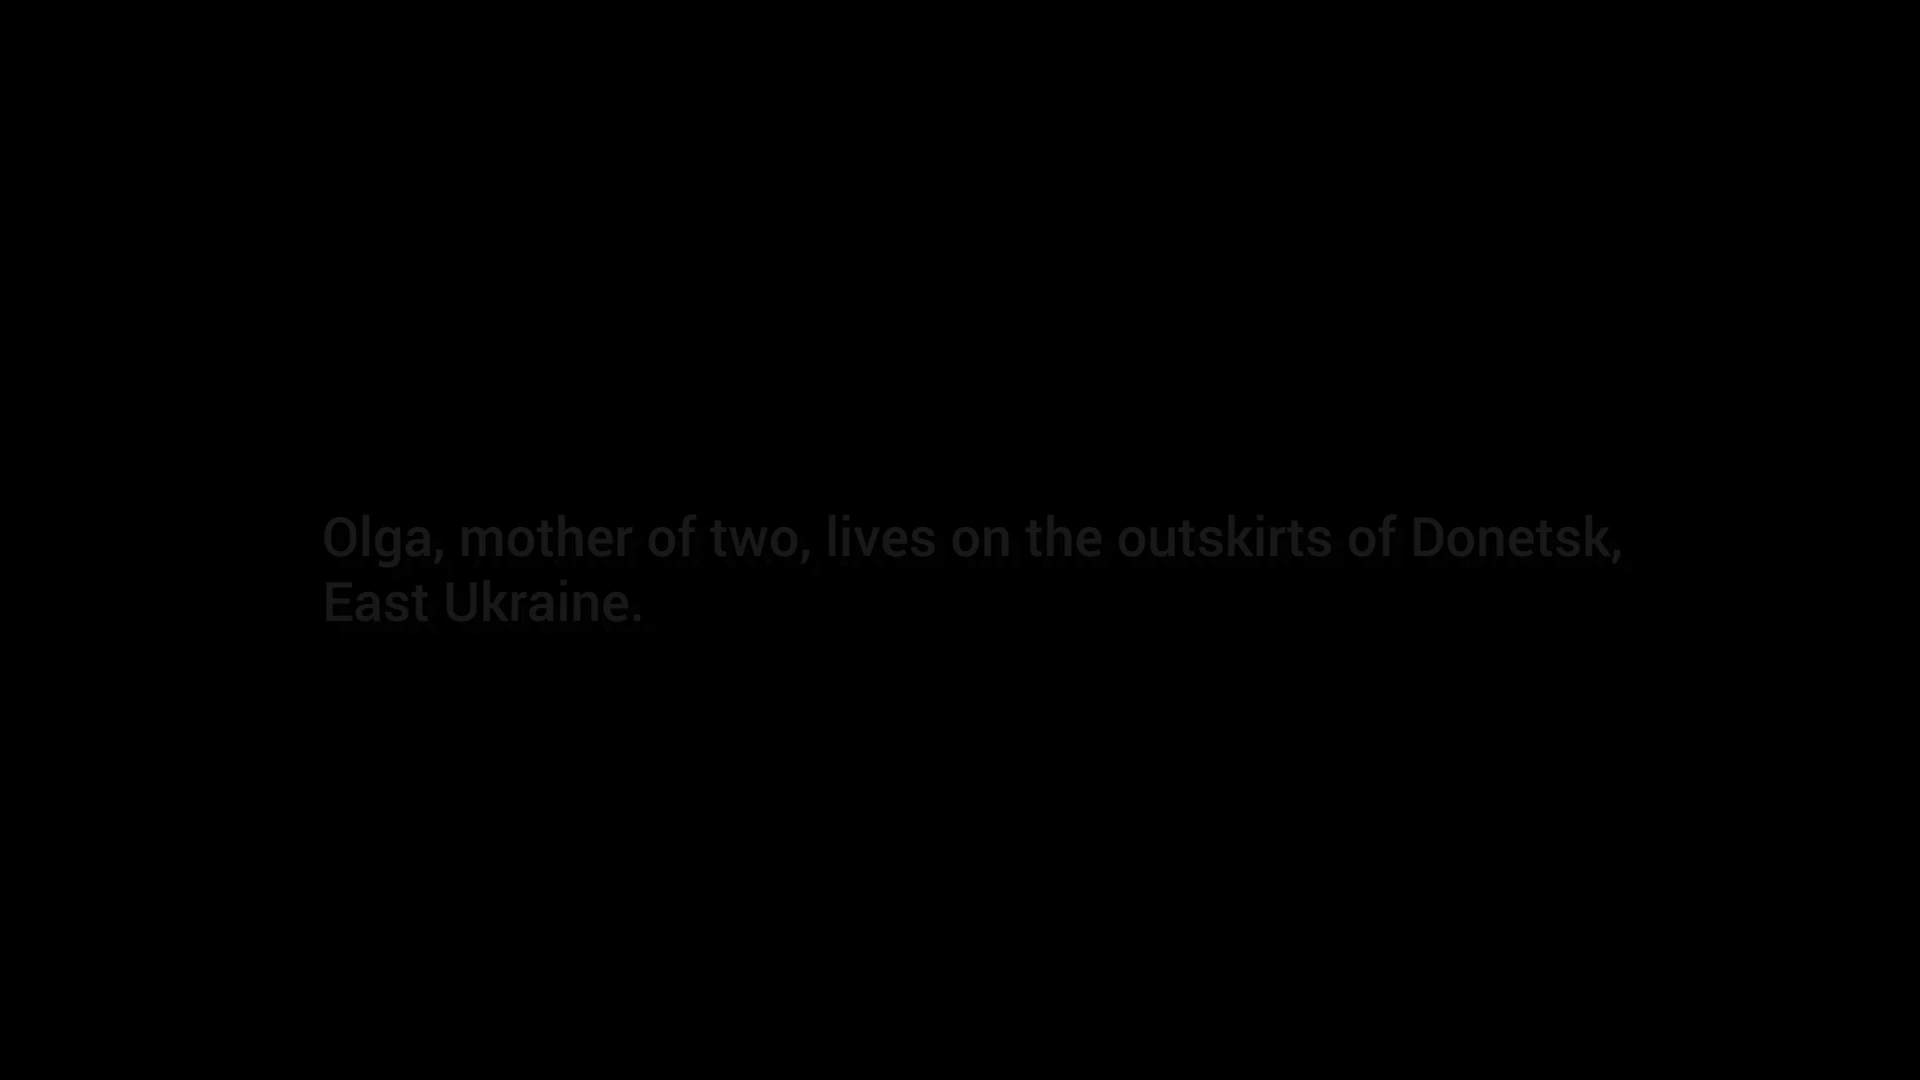 Olga, mother of two, lives on the outskirts of Donetsk,
East Ukraine.